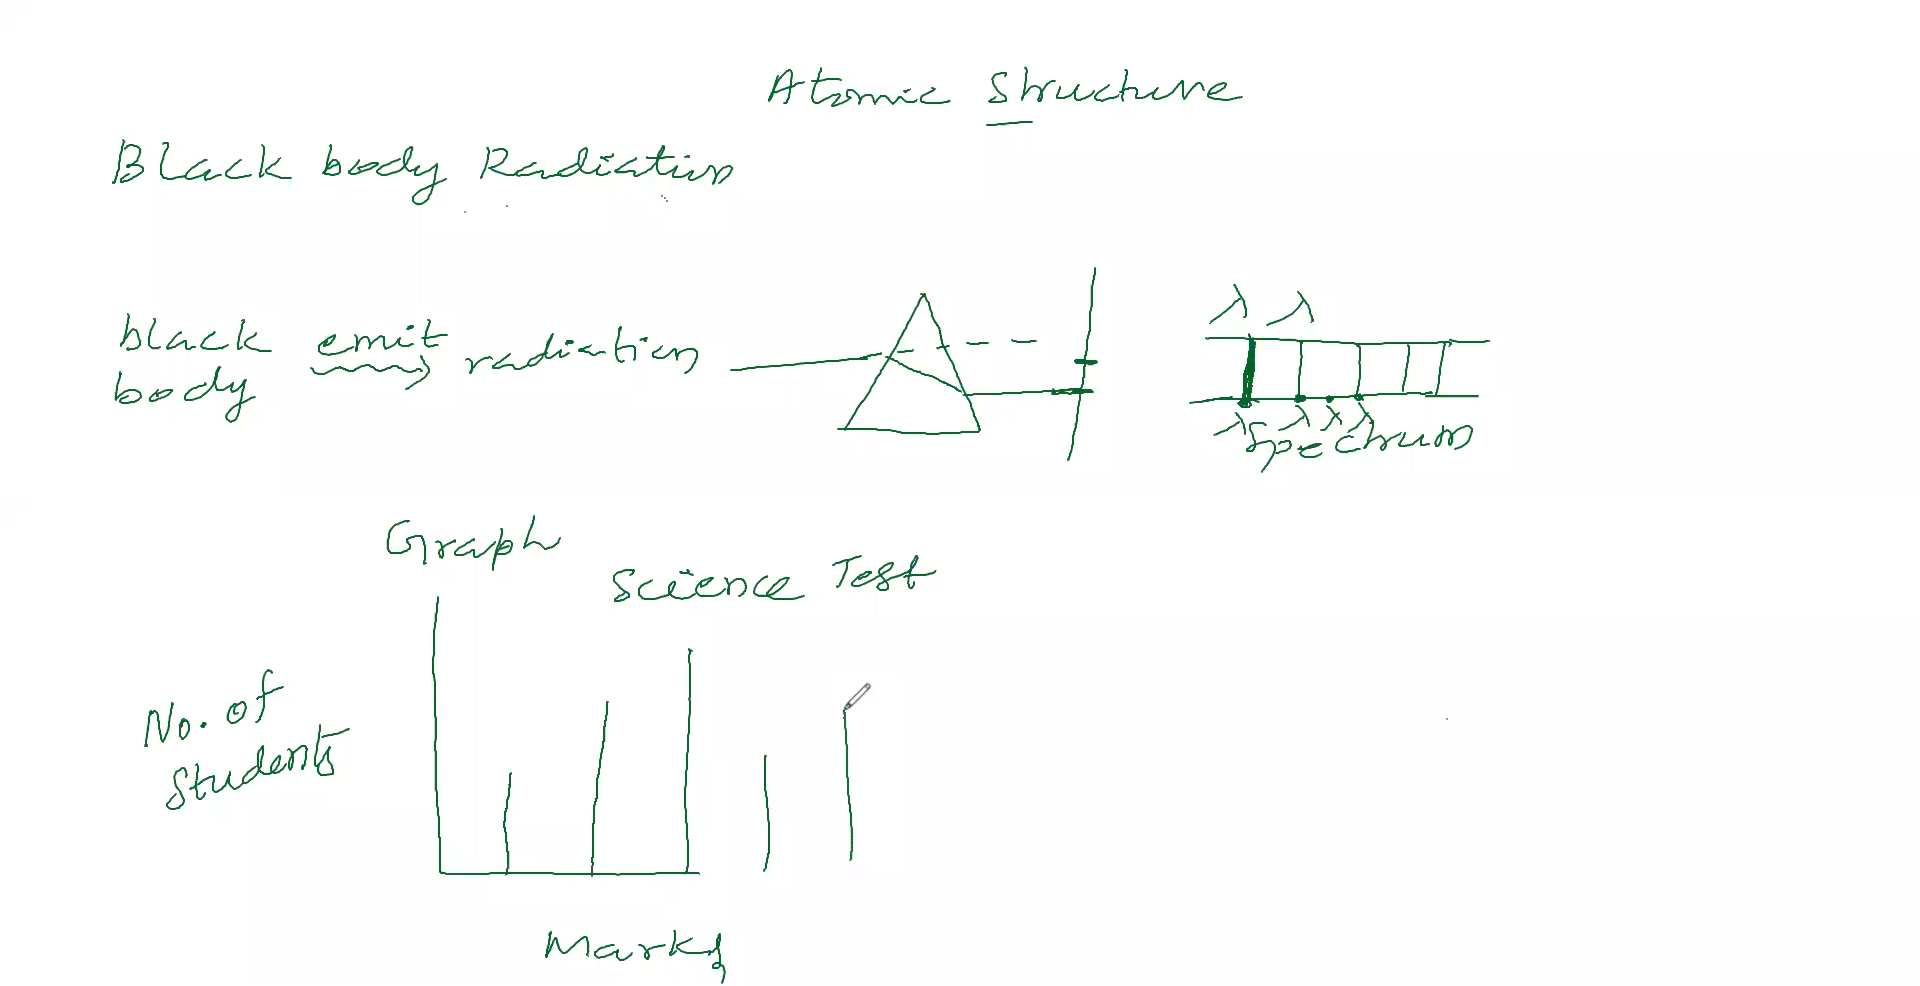 Atomic Structure
Black body Radiation
black emit radiation
body
λ λ
λ λ λ λ
Spectrum
Graph
Science Test
No. of
Students
Marks